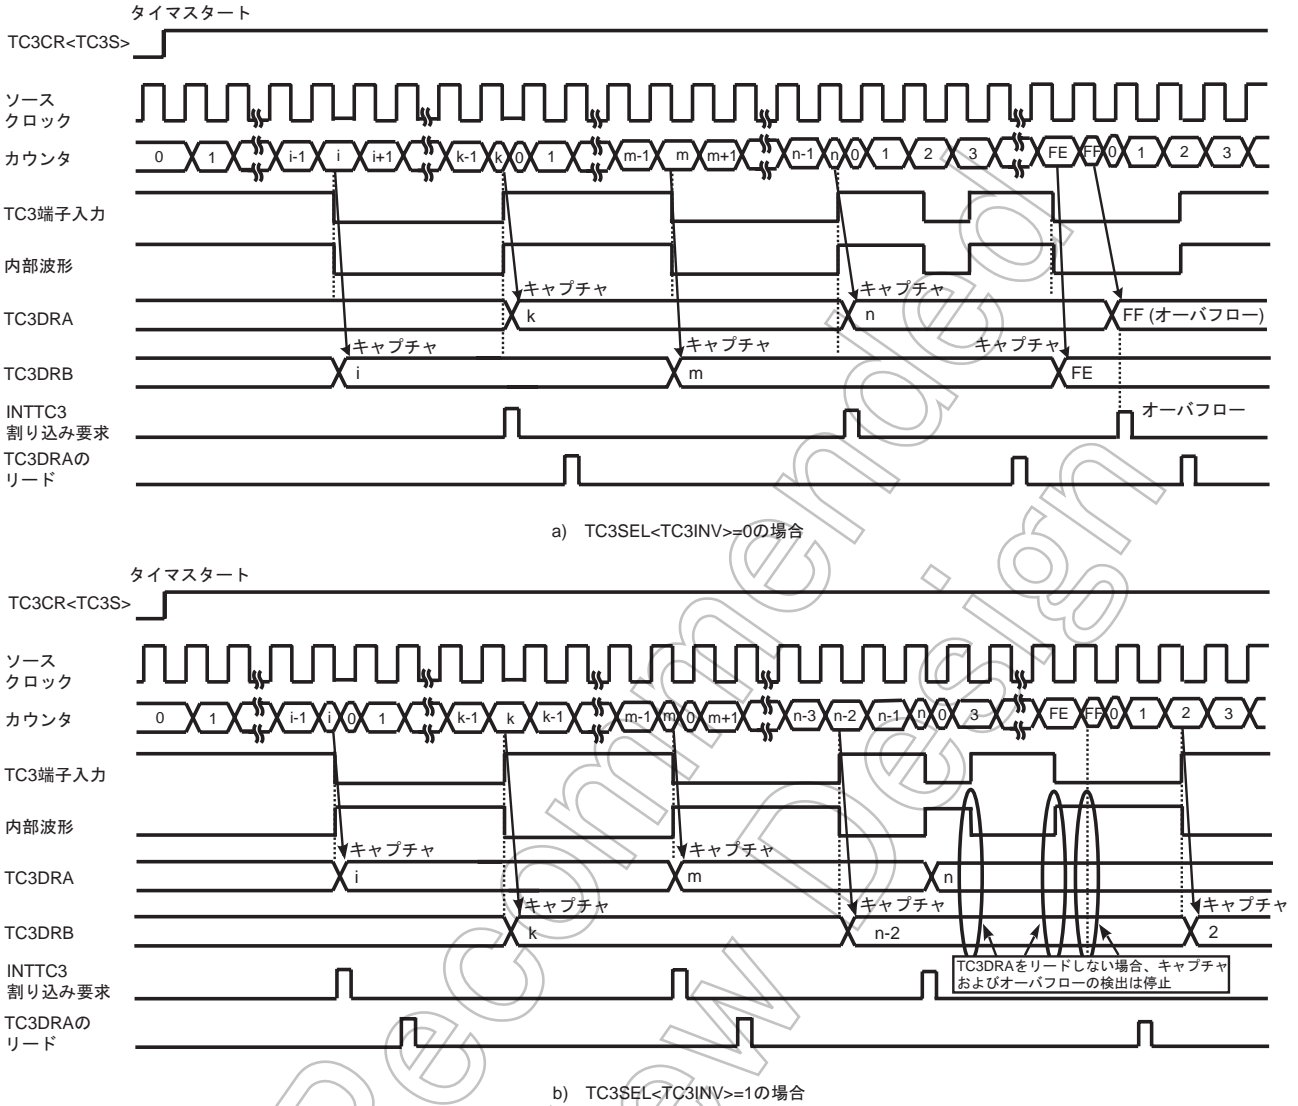 タイマスタート
TC3CR<TC3S>
ソース
クロック
カウンタ 0 1 i-1 i i+1 k-1 k 0 1 m-1 m m+1 n-1 n 0 1 2 3 FE FF 0 1 2 3
TC3端子入力
内部波形
キャプチャ キャプチャ
TC3DRA k n FF (オーバフロー)
キャプチャ キャプチャ キャプチャ
TC3DRB i m FE
INTTC3
割り込み要求 オーバフロー
TC3DRAの
リード
a) TC3SEL<TC3INV>=0の場合
タイマスタート
TC3CR<TC3S>
ソース
クロック
カウンタ 0 1 i-1 i 0 1 k-1 k k-1 m-1 m 0 m+1 n-3 n-2 n-1 n 0 3 FE FF 0 1 2 3
TC3端子入力
内部波形
キャプチャ キャプチャ
TC3DRA i m n
キャプチャ キャプチャ キャプチャ
TC3DRB k n-2 2
TC3DRAをリードしない場合、キャプチャ
およびオーバフローの検出は停止
INTTC3
割り込み要求
TC3DRAの
リード
b) TC3SEL<TC3INV>=1の場合
Recommended
New Design